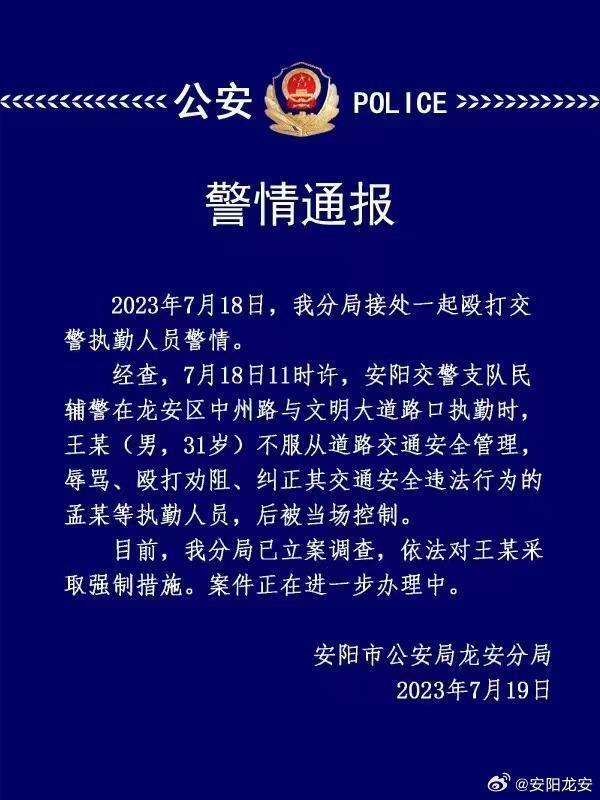 <<<<<<<<<<<<<< 公安 POLICE >>>>>>>>>>>>>>
警情通报
2023年7月18日，我分局接处一起殴打交
警执勤人员警情。
经查，7月18日11时许，安阳交警支队民
辅警在龙安区中州路与文明大道路口执勤时，
王某（男，31岁）不服从道路交通安全管理，
辱骂、殴打劝阻、纠正其交通安全违法行为的
孟某等执勤人员，后被当场控制。
目前，我分局已立案调查，依法对王某采
取强制措施。案件正在进一步办理中。
安阳市公安局龙安分局
2023年7月19日
@安阳龙安